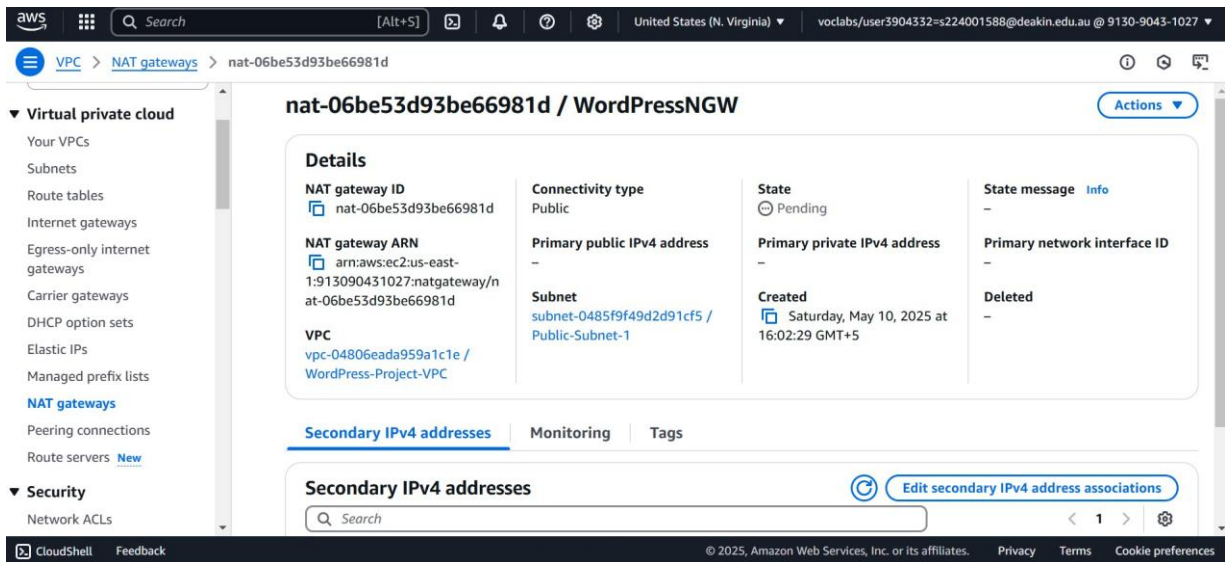 aws
Search [Alt+S]
United States (N. Virginia) ▼
voclabs/user3904332=s224001588@deakin.edu.au @ 9130-9043-1027 ▼
VPC > NAT gateways > nat-06be53d93be66981d
▼ Virtual private cloud
Your VPCs
Subnets
Route tables
Internet gateways
Egress-only internet
gateways
Carrier gateways
DHCP option sets
Elastic IPs
Managed prefix lists
NAT gateways
Peering connections
Route servers New
▼ Security
Network ACLs
nat-06be53d93be66981d / WordPressNGW
Actions ▼
Details
NAT gateway ID
nat-06be53d93be66981d
NAT gateway ARN
arn:aws:ec2:us-east-
1:913090431027:natgateway/n
at-06be53d93be66981d
VPC
vpc-04806eada959a1c1e /
WordPress-Project-VPC
Connectivity type
Public
Primary public IPv4 address
–
Subnet
subnet-0485f9f49d2d91cf5 /
Public-Subnet-1
State
Pending
Primary private IPv4 address
–
Created
Saturday, May 10, 2025 at
16:02:29 GMT+5
State message Info
–
Primary network interface ID
–
Deleted
–
Secondary IPv4 addresses
Monitoring
Tags
Secondary IPv4 addresses
Edit secondary IPv4 address associations
Search
< 1 >
CloudShell Feedback
© 2025, Amazon Web Services, Inc. or its affiliates. Privacy Terms Cookie preferences